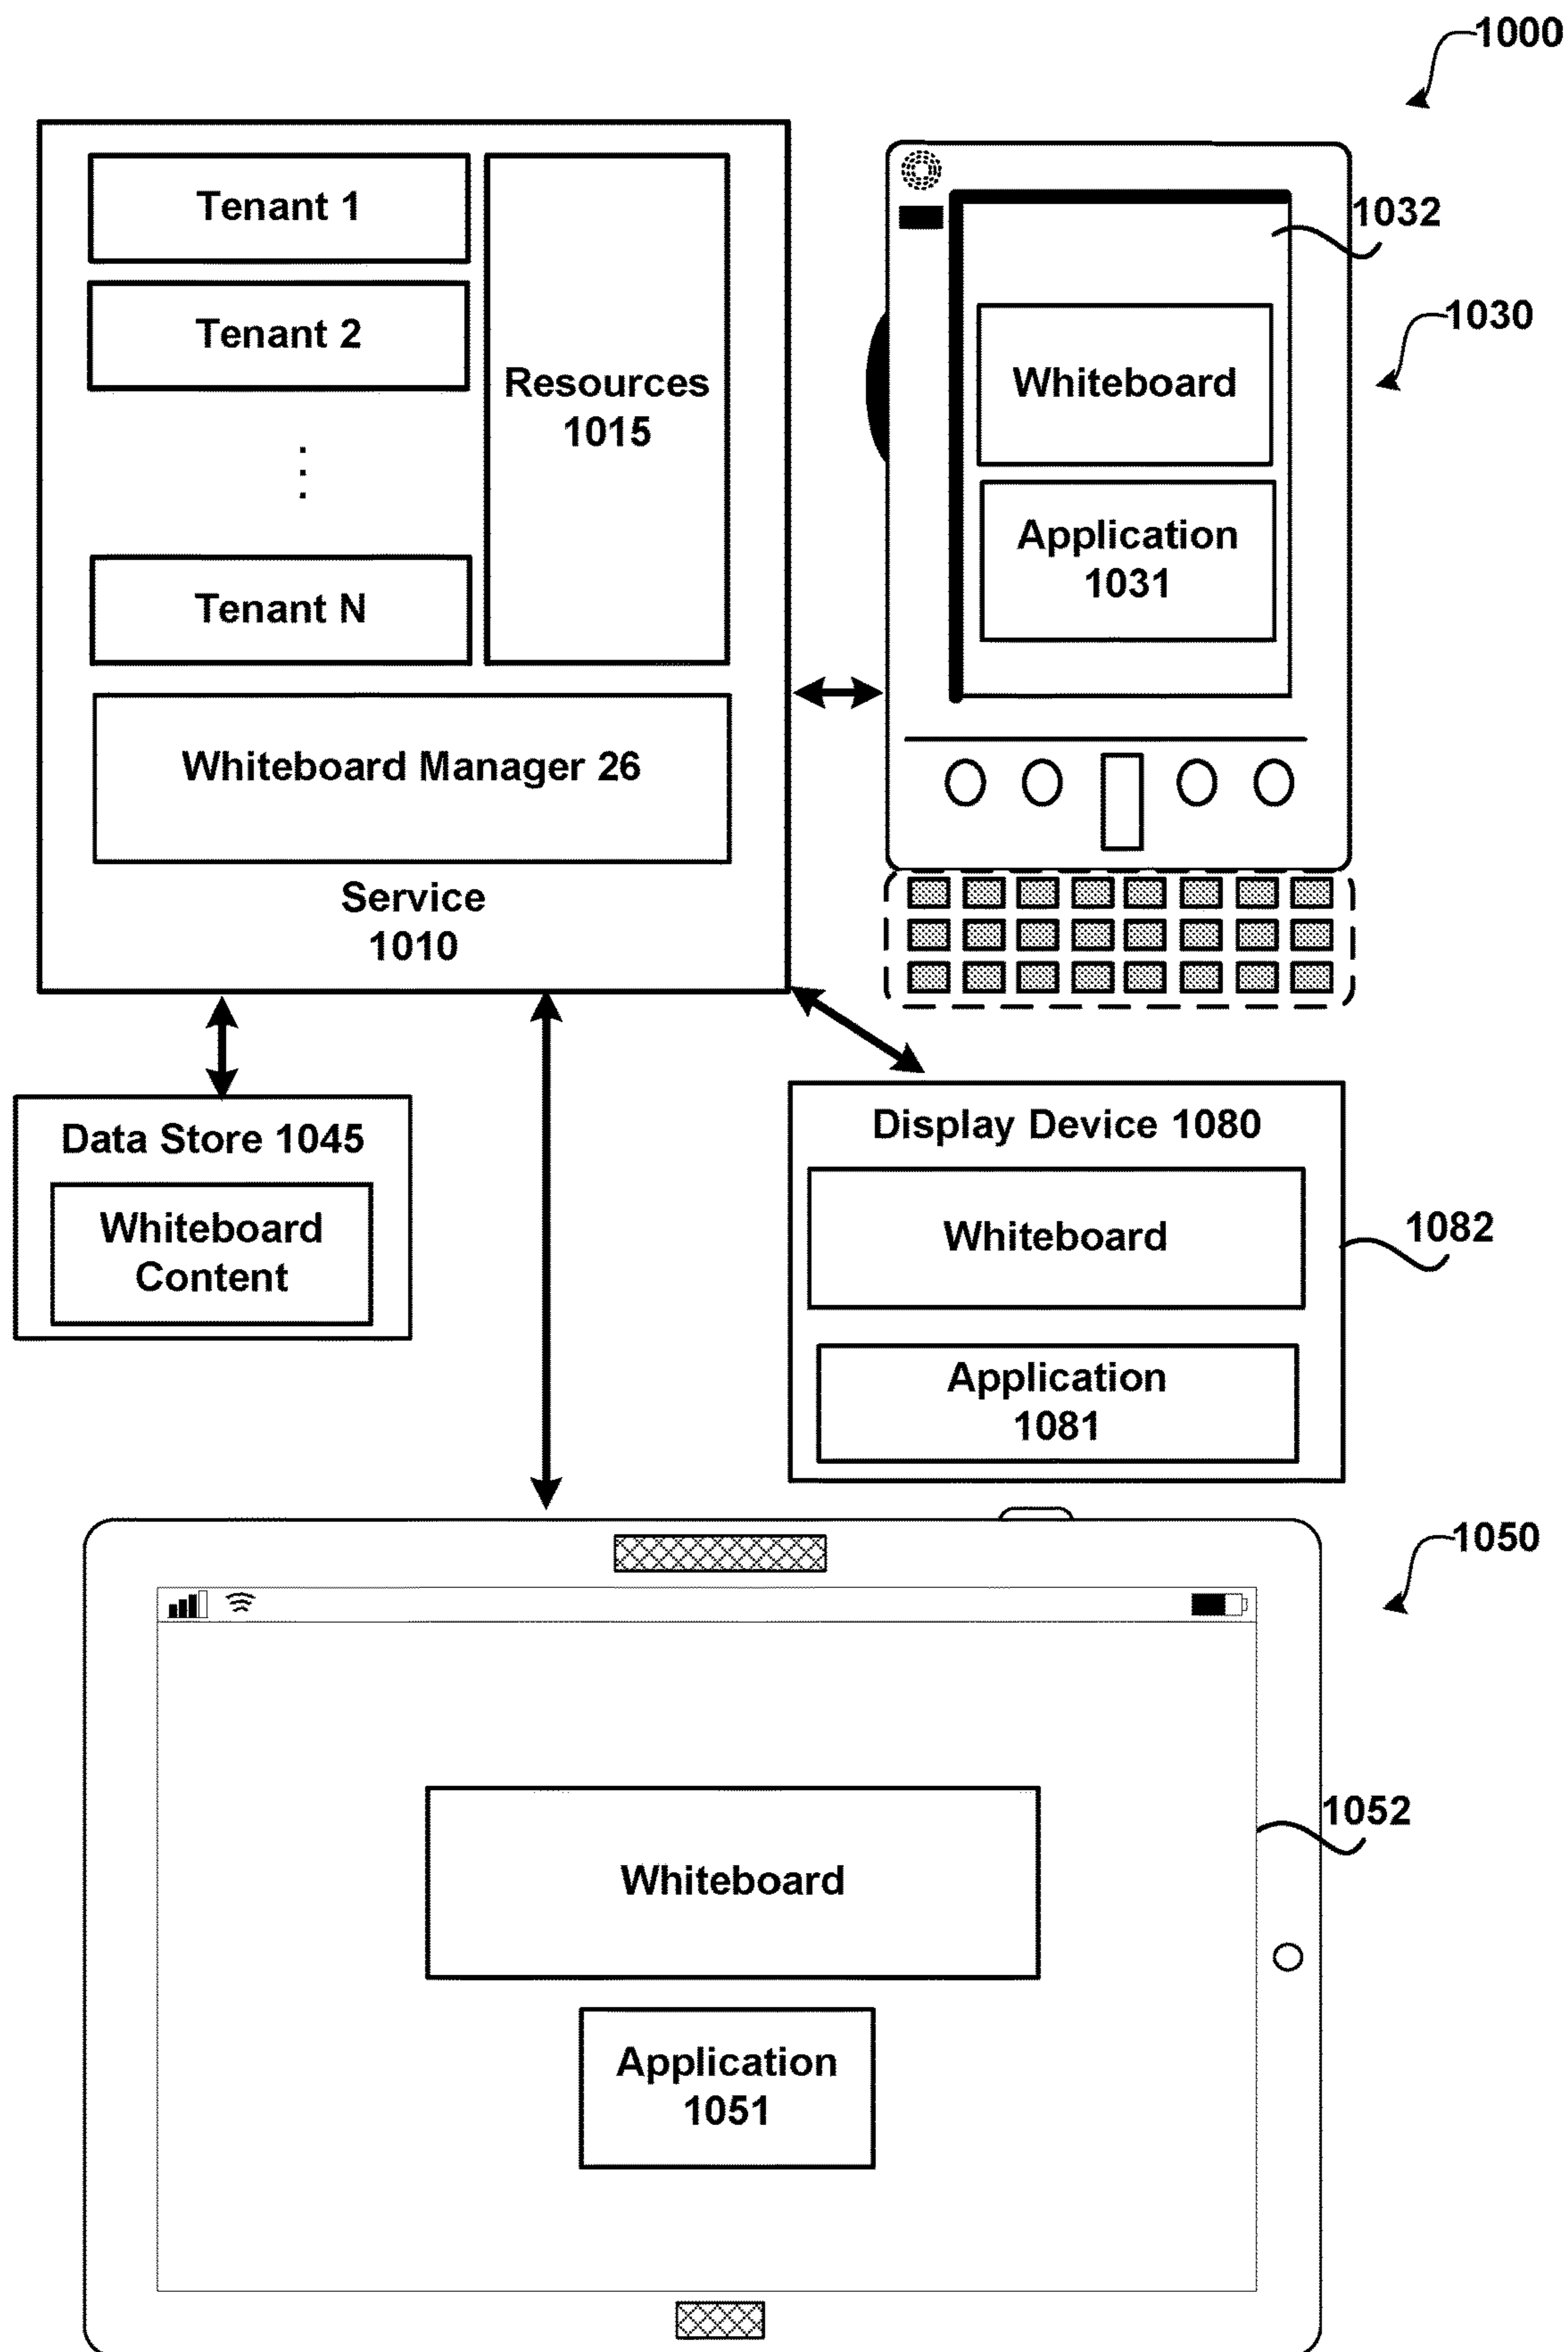 1000
Tenant 1
Tenant 2
Tenant N
Resources
1015
Whiteboard Manager 26
Service
1010
1032
1030
Whiteboard
Application
1031
Data Store 1045
Whiteboard
Content
Display Device 1080
Whiteboard
Application
1081
1082
1050
1052
Whiteboard
Application
1051